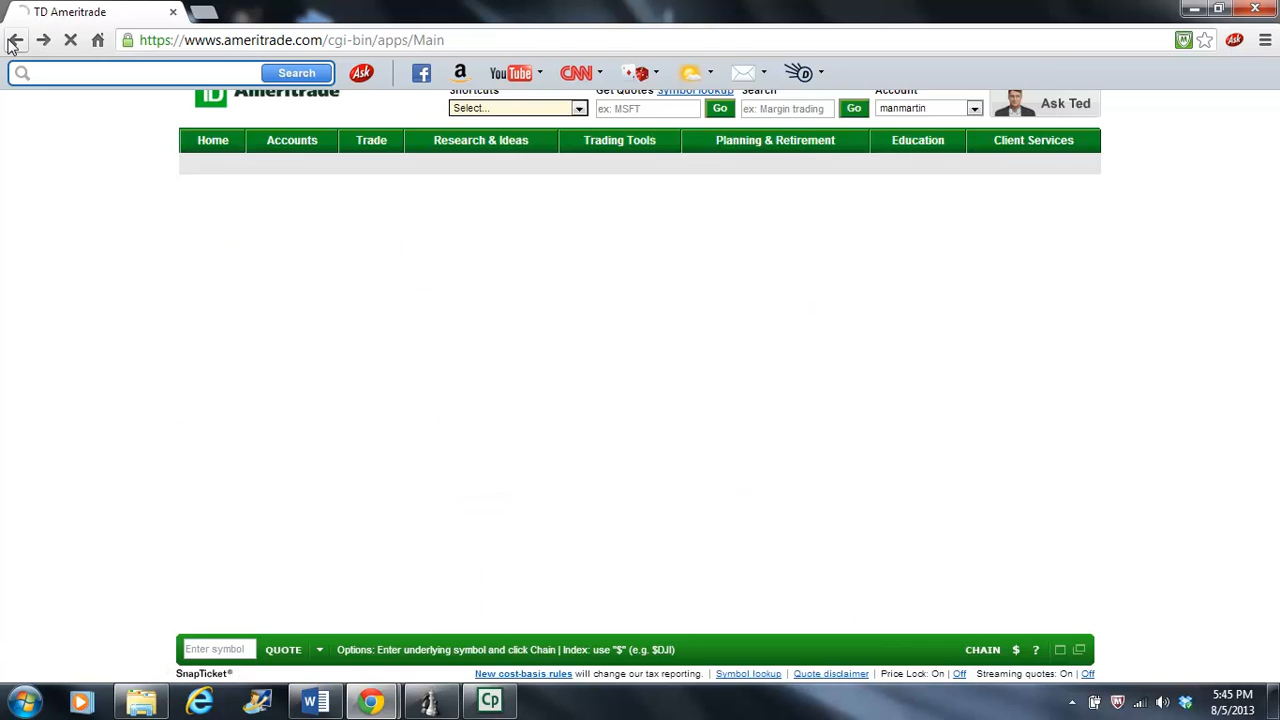 TD Ameritrade
https://wwws.ameritrade.com/cgi-bin/apps/Main
Search
Ask
You Tube
CNN
Ask
TD Ameritrade
Shortcuts
Get Quotes Symbol lookup
Search
Account
Select...
ex: MSFT
Go
ex: Margin trading
Go
manmartin
Ask Ted
Home
Accounts
Trade
Research & Ideas
Trading Tools
Planning & Retirement
Education
Client Services
Enter symbol
QUOTE
Options: Enter underlying symbol and click Chain | Index: use "$" (e.g. $DJI)
CHAIN $ ?
SnapTicket®
New cost-basis rules will change our tax reporting. | Symbol lookup | Quote disclaimer | Price Lock: On | Off Streaming quotes: On | Off
Cp
5:45 PM
8/5/2013